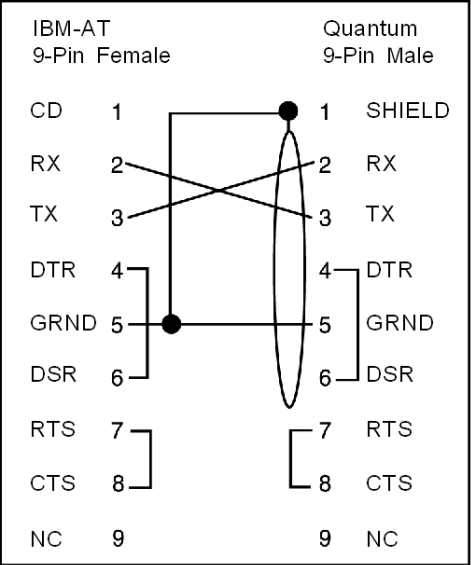 IBM-AT Quantum
9-Pin Female 9-Pin Male
CD 1 1 SHIELD
RX 2 2 RX
TX 3 3 TX
DTR 4 4 DTR
GRND 5 5 GRND
DSR 6 6 DSR
RTS 7 7 RTS
CTS 8 8 CTS
NC 9 9 NC